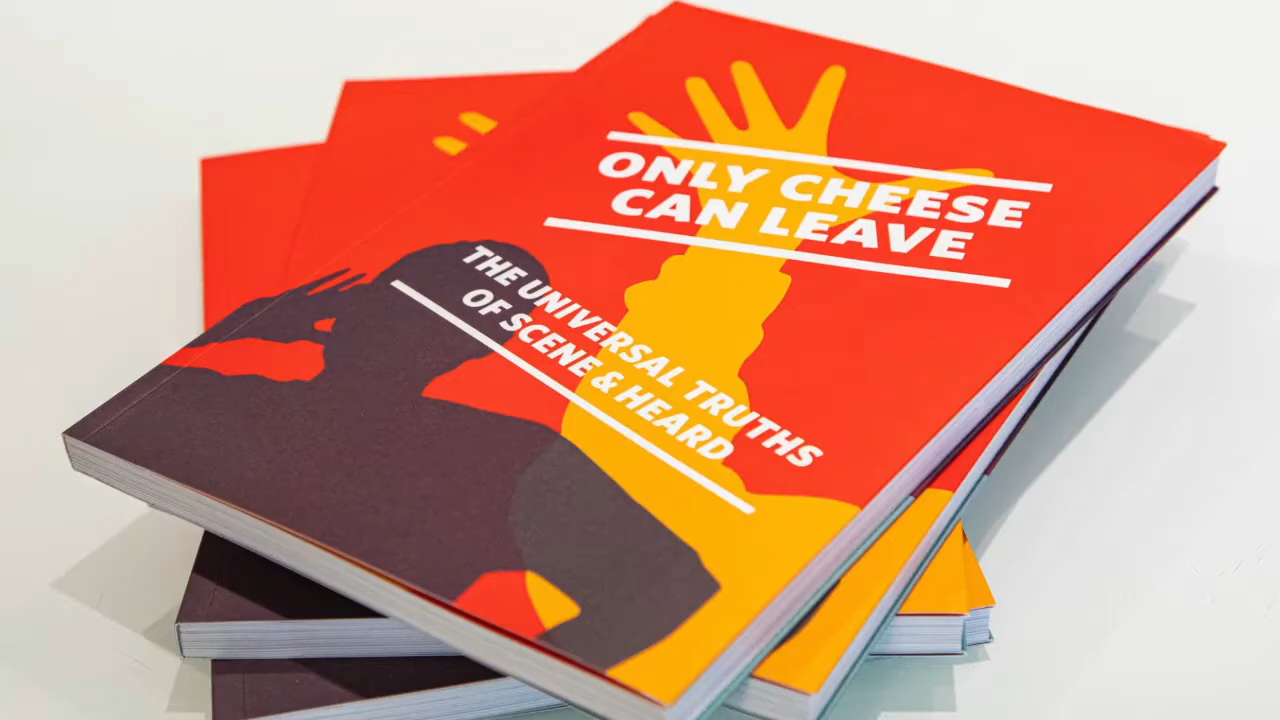 ONLY CHEESE
CAN LEAVE
THE UNIVERSAL TRUTHS
OF SCENE & HEARD